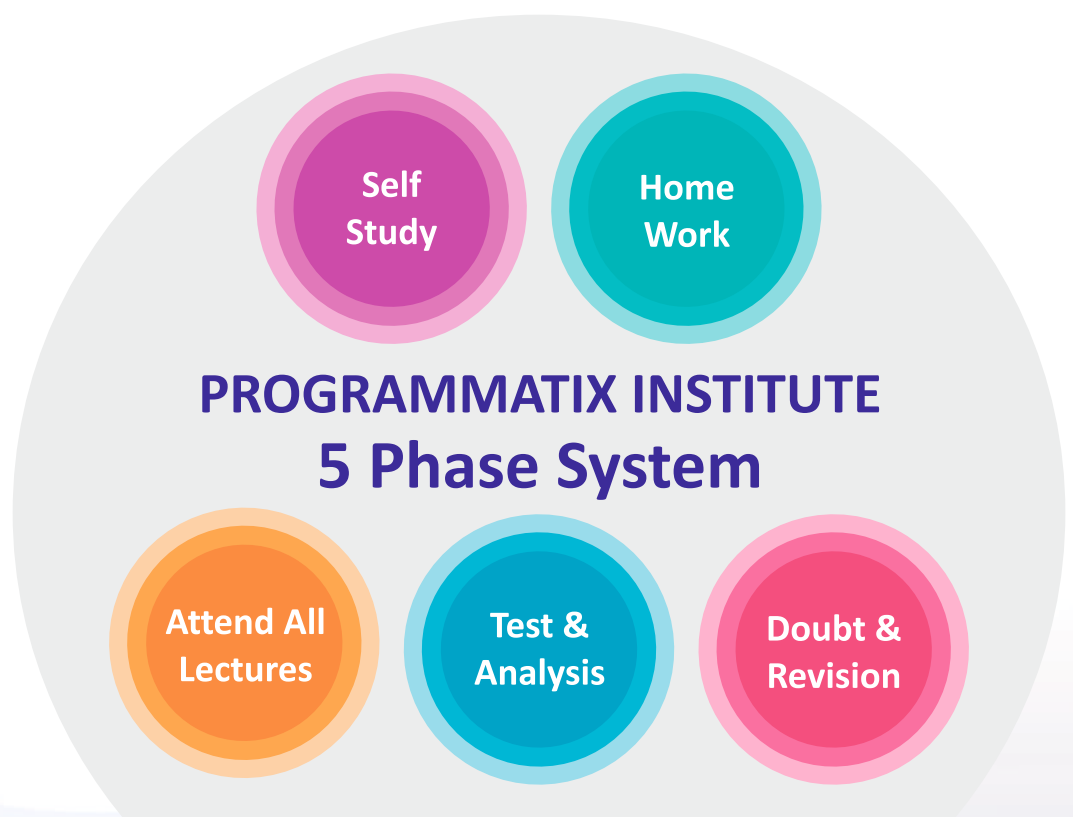 Self
Study
Home
Work
PROGRAMMATIX INSTITUTE
5 Phase System
Attend All
Lectures
Test &
Analysis
Doubt &
Revision